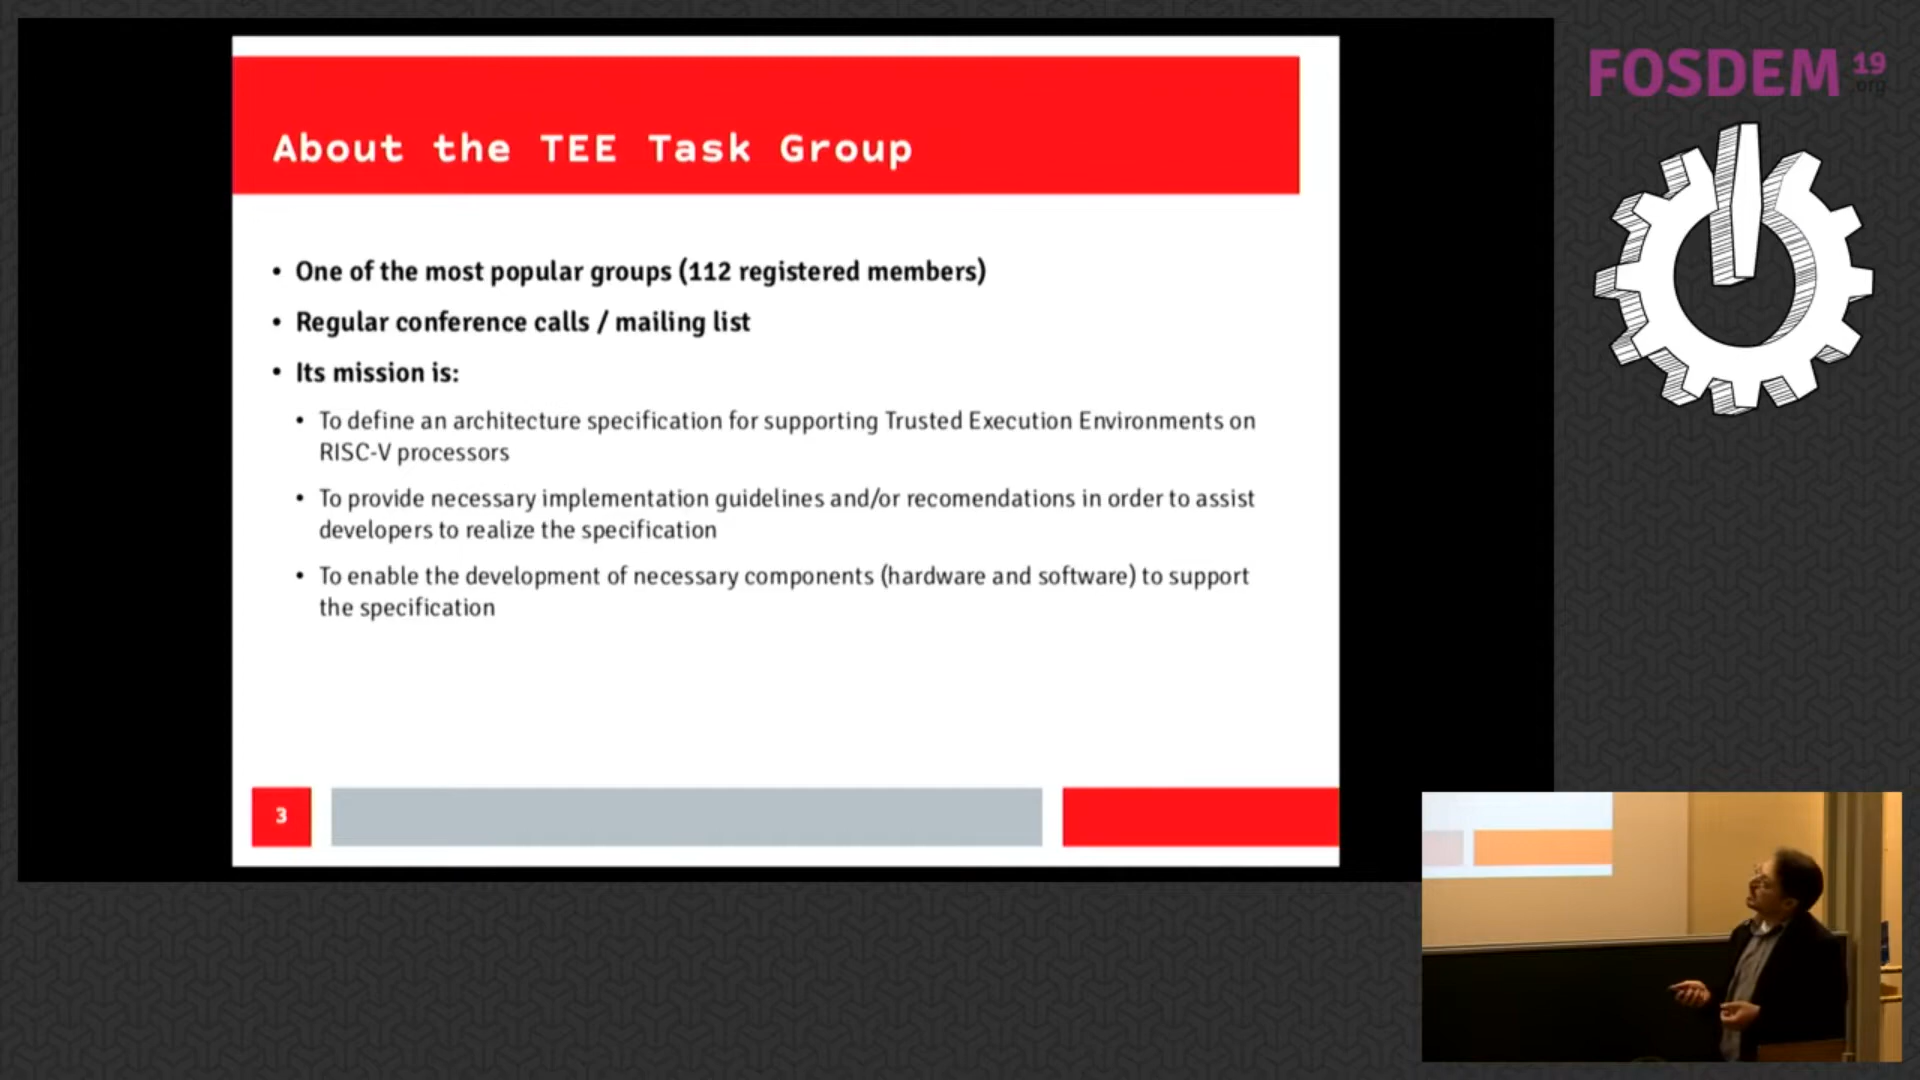 About the TEE Task Group
• One of the most popular groups (112 registered members)
• Regular conference calls / mailing list
• Its mission is:
• To define an architecture specification for supporting Trusted Execution Environments on
RISC-V processors
• To provide necessary implementation guidelines and/or recomendations in order to assist
developers to realize the specification
• To enable the development of necessary components (hardware and software) to support
the specification
3
FOSDEM 19
.org